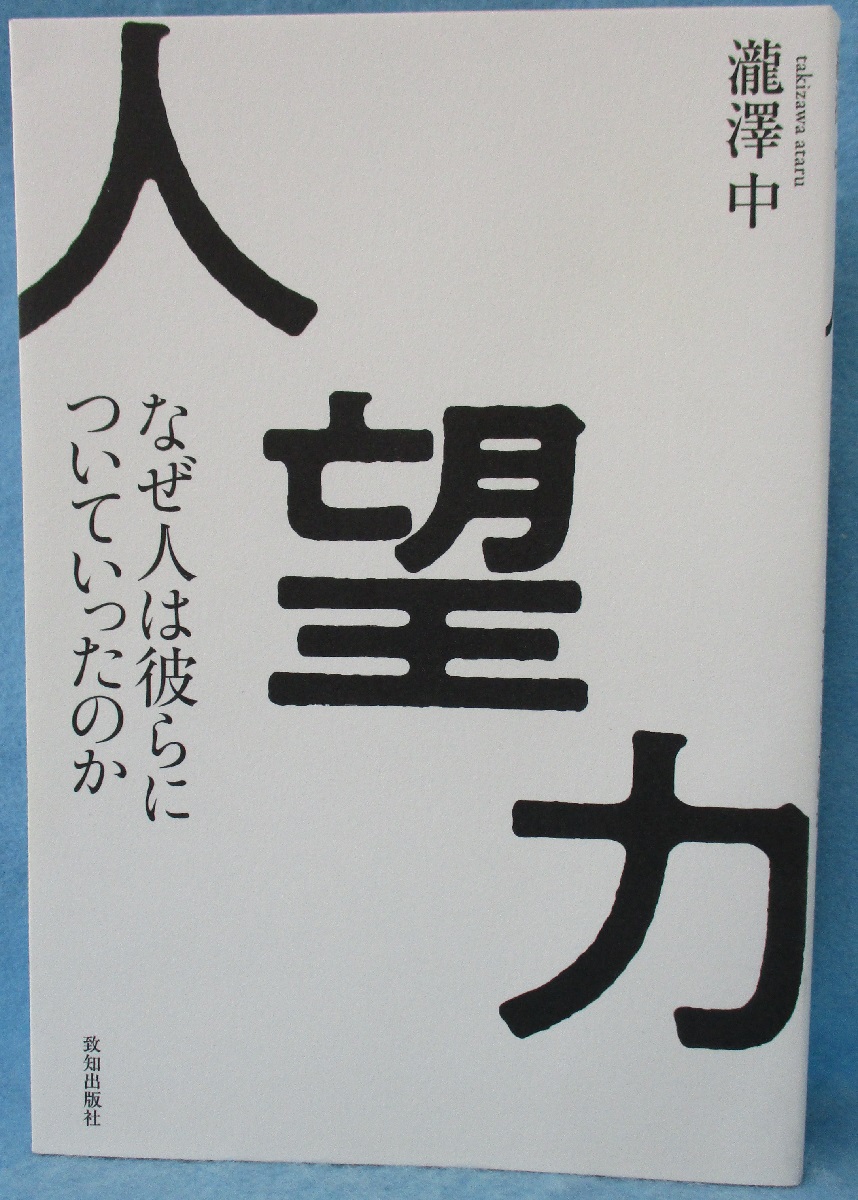 瀧澤 中
takizawa ataru
人望力
なぜ人は彼らに
ついていったのか
致知出版社